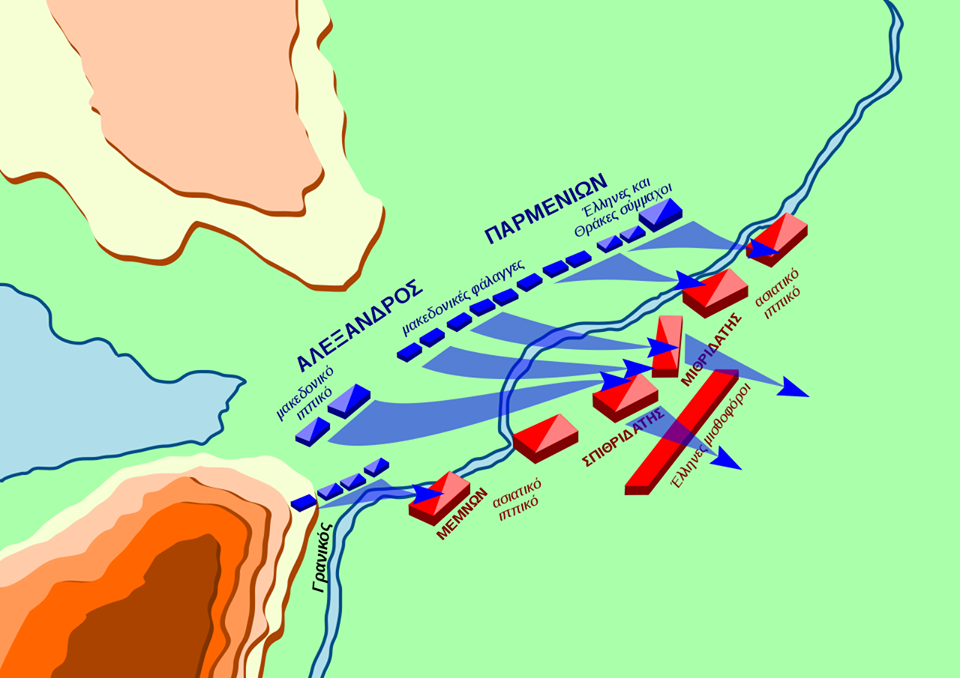 ΠΑΡΜΕΝΙΩΝ
Έλληνες και
Θράκες σύμμαχοι
ΑΛΕΞΑΝΔΡΟΣ
μακεδονικές φάλαγγες
μακεδονικό
ιππικό
ασιατικό
ιππικό
ΜΙΘΡΙΔΑΤΗΣ
ΣΠΙΘΡΙΔΑΤΗΣ
Έλληνες μισθοφόροι
ΜΕΜΝΩΝ
ασιατικό
ιππικό
Γρανικός